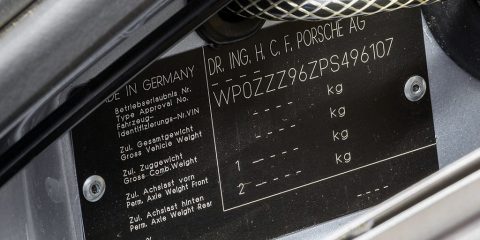 MADE IN GERMANY
DR. ING. H. C. F. PORSCHE AG
Betriebserlaubnis Nr.
Type Approval No. - - - -
Fahrzeug-
Identifizierungs-Nr.VIN WP0ZZZ96ZPS496107
Zul. Gesamtgewicht
Gross Vehicle Weight - - - - kg
Zul. Zuggewicht
Gross Comb. Weight - - - - kg
Zul. Achslast vorn
Perm. Axle Weight Front 1 - - - - kg
Zul. Achslast hinten
Perm. Axle Weight Rear 2 - - - - kg